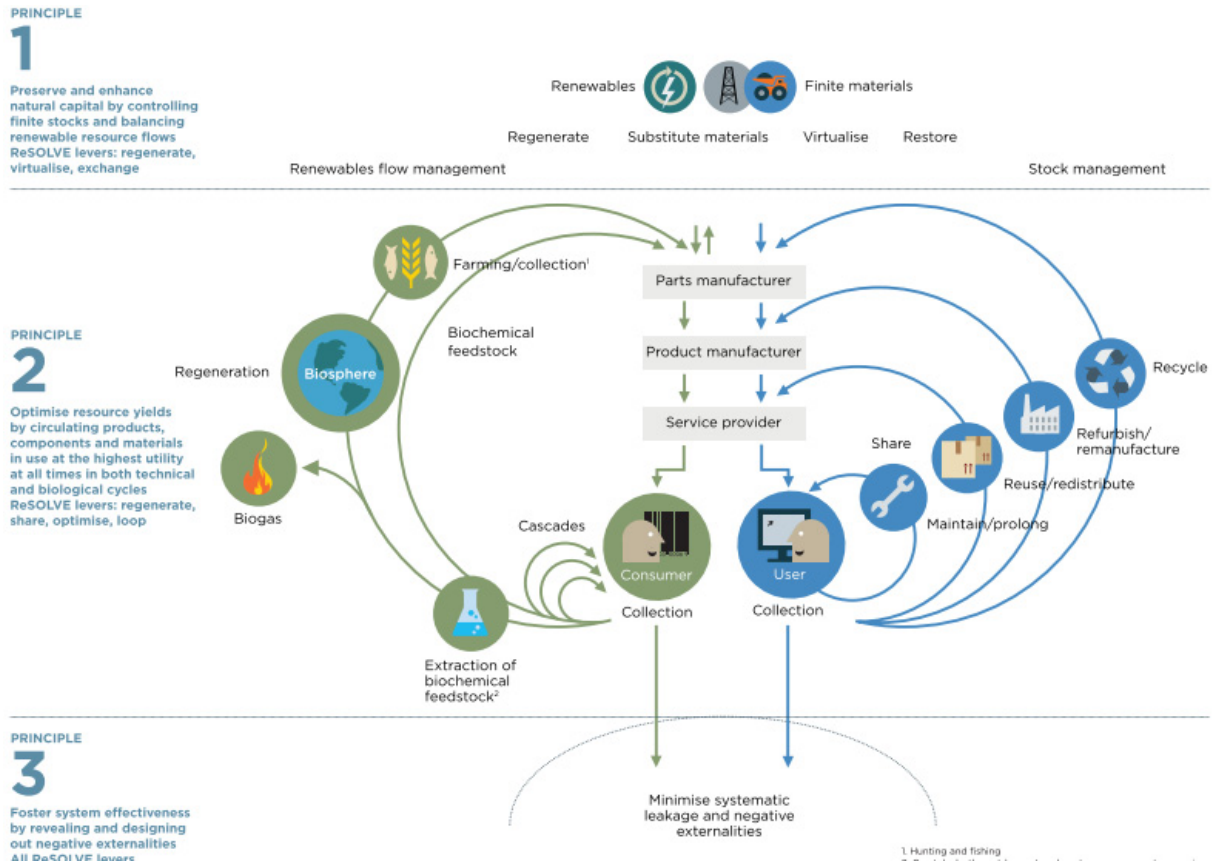 PRINCIPLE
1
Preserve and enhance
natural capital by controlling
finite stocks and balancing
renewable resource flows
ReSOLVE levers: regenerate,
virtualise, exchange
Renewables
Finite materials
Regenerate
Substitute materials
Virtualise
Restore
Renewables flow management
Stock management
PRINCIPLE
2
Optimise resource yields
by circulating products,
components and materials
in use at the highest utility
at all times in both technical
and biological cycles
ReSOLVE levers: regenerate,
share, optimise, loop
Farming/collection¹
Biochemical
feedstock
Regeneration
Biosphere
Biogas
Cascades
Extraction of
biochemical
feedstock²
Parts manufacturer
Product manufacturer
Service provider
Consumer
Collection
User
Collection
Share
Maintain/prolong
Reuse/redistribute
Refurbish/
remanufacture
Recycle
PRINCIPLE
3
Foster system effectiveness
by revealing and designing
out negative externalities
All ReSOLVE levers
Minimise systematic
leakage and negative
externalities
1. Hunting and fishing